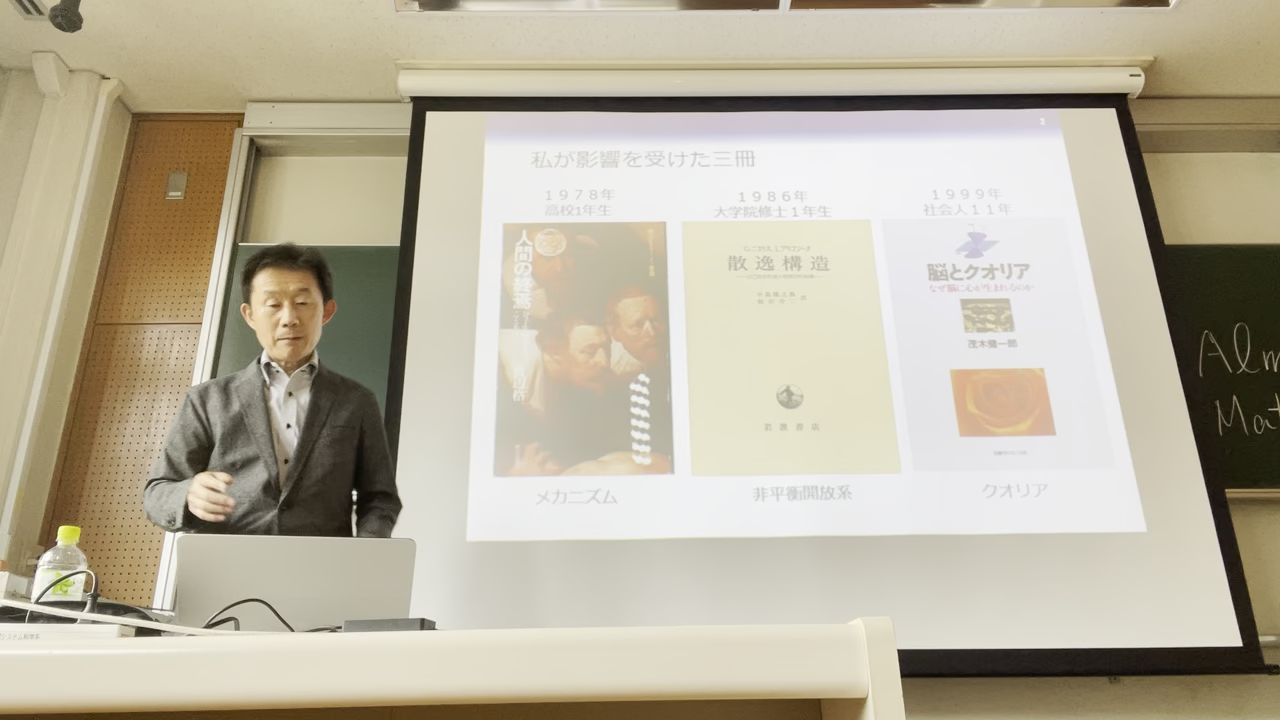 3
私が影響を受けた三冊
1978年
高校1年生
人間の終焉
メカニズム
1986年
大学院修士1年生
散逸構造
岩波書店
非平衡開放系
1999年
社会人11年
脳とクオリア
なぜ脳に心が生まれるのか
茂木健一郎
クオリア
Alm
Mat